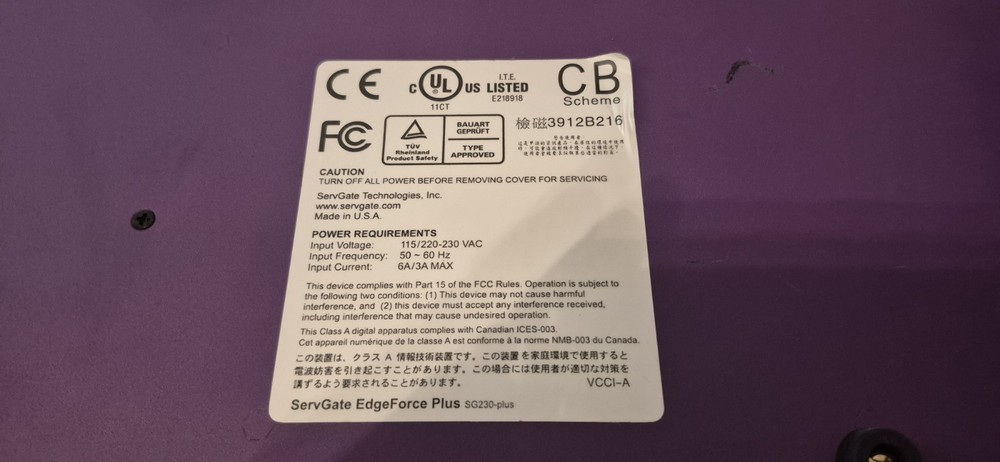 CE
c UL® US LISTED
I.T.E.
E218918
11CT
CB
Scheme
FC
TÜV
Rheinland
Product Safety
BAUART
GEPRÜFT
TYPE
APPROVED
檢磁3912B216
警告使用者:
CAUTION
TURN OFF ALL POWER BEFORE REMOVING COVER FOR SERVICING
ServGate Technologies, Inc.
www.servgate.com
Made in U.S.A.
POWER REQUIREMENTS
Input Voltage: 115/220-230 VAC
Input Frequency: 50 ~ 60 Hz
Input Current: 6A/3A MAX
This device complies with Part 15 of the FCC Rules. Operation is subject to
the following two conditions: (1) This device may not cause harmful
interference, and (2) this device must accept any interference received,
including interference that may cause undesired operation.
This Class A digital apparatus complies with Canadian ICES-003.
Cet appareil numérique de la classe A est conforme à la norme NMB-003 du Canada.
この装置は、クラス A 情報技術装置です。この装置を家庭環境で使用すると
電波妨害を引き起こすことがあります。この場合には使用者が適切な対策を
講ずるよう要求されることがあります。 VCCI-A
ServGate EdgeForce Plus SG230-plus